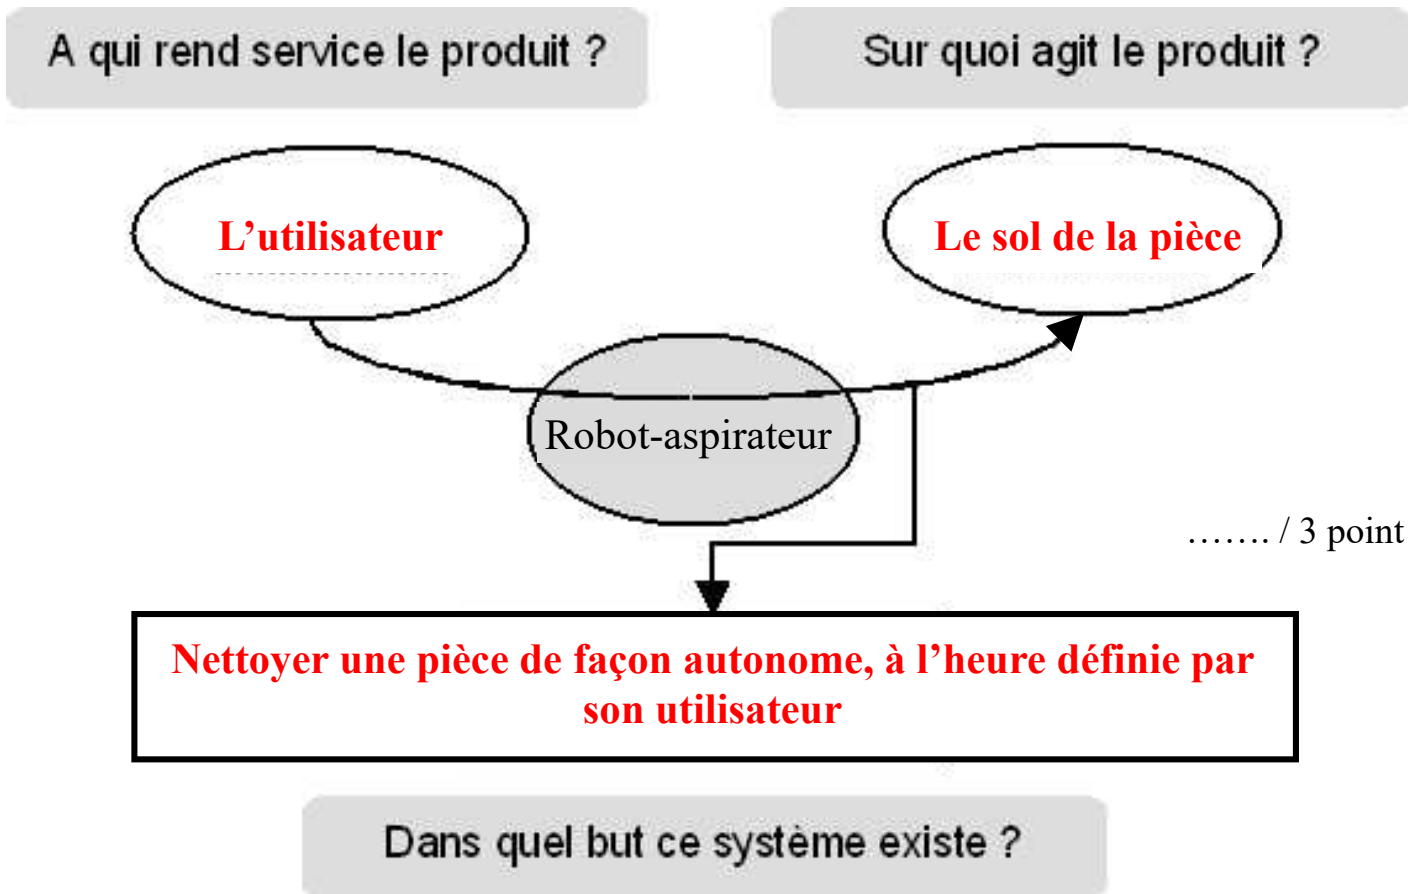 A qui rend service le produit ?
Sur quoi agit le produit ?
L’utilisateur
Le sol de la pièce
Robot-aspirateur
……. / 3 point
Nettoyer une pièce de façon autonome, à l’heure définie par
son utilisateur
Dans quel but ce système existe ?